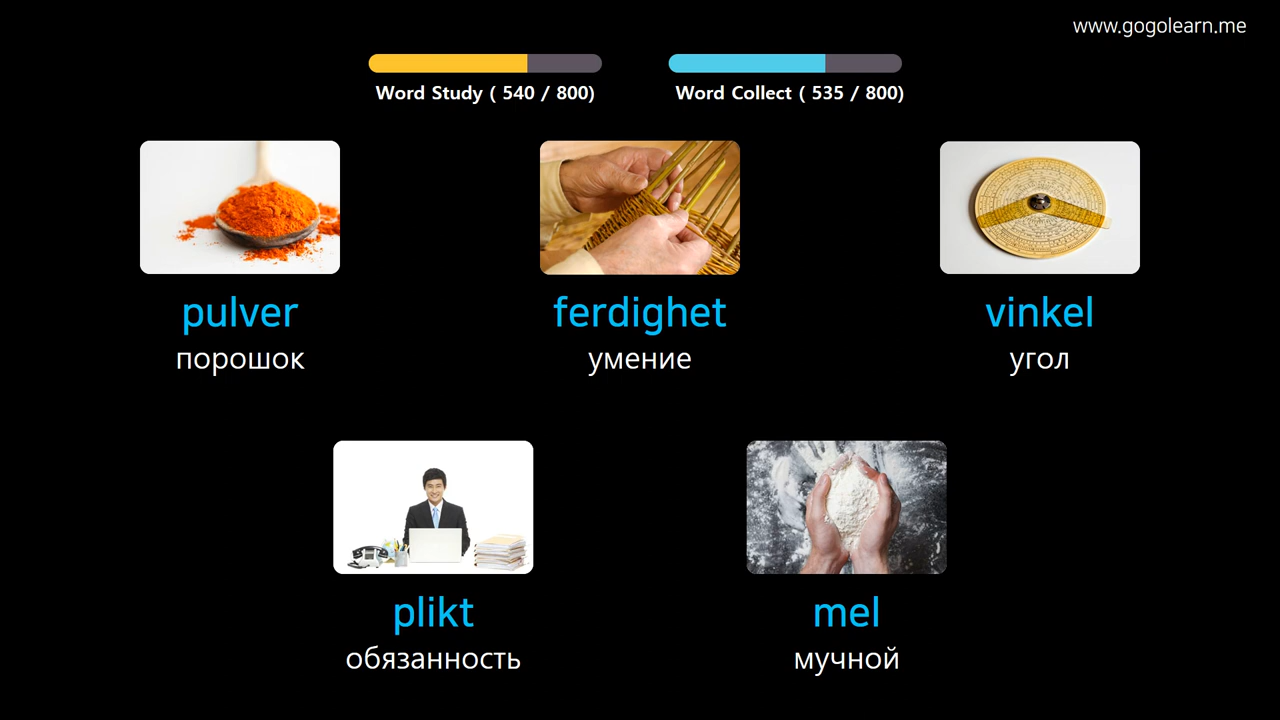 www.gogolearn.me
Word Study ( 540 / 800)
Word Collect ( 535 / 800)
pulver
порошок
ferdighet
умение
vinkel
угол
plikt
обязанность
mel
мучной